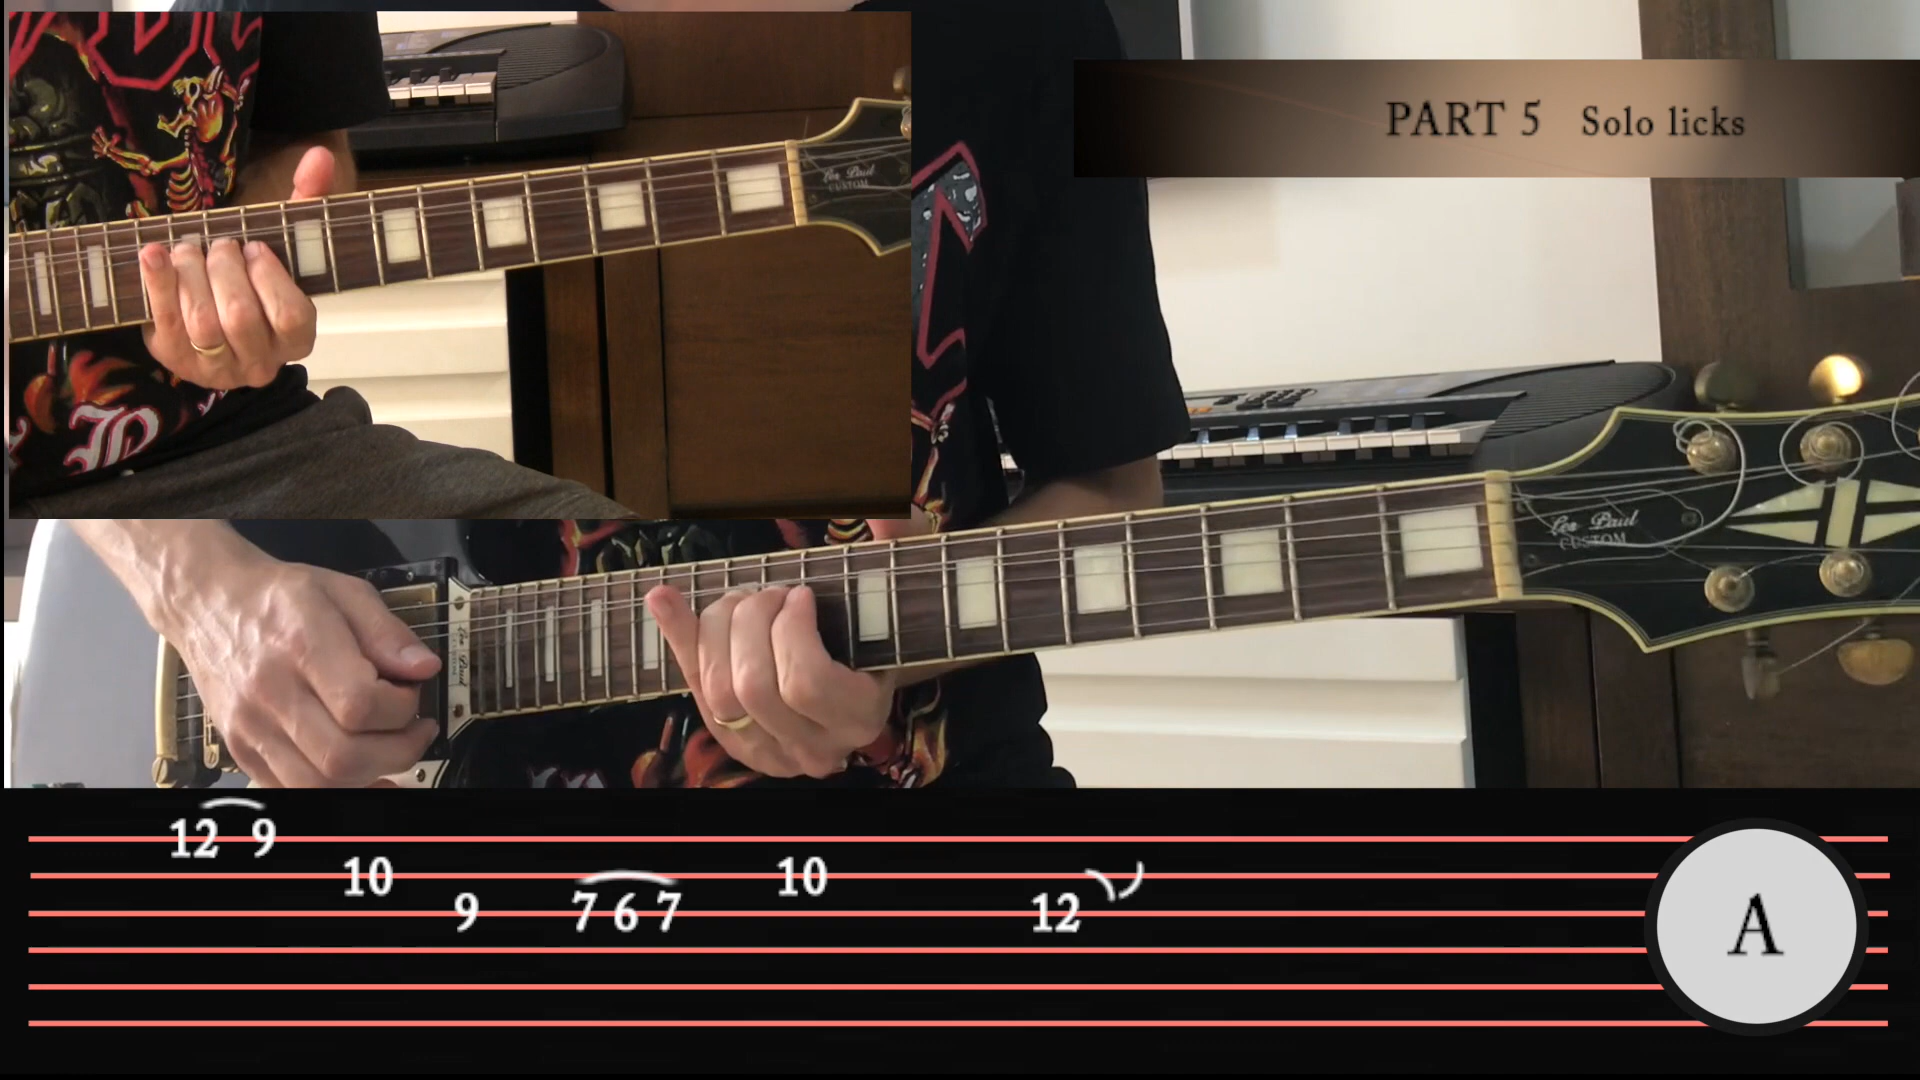 PART 5 Solo licks
Les Paul
CUSTOM
Les Paul
CUSTOM
12 9
10 10
9 7 6 7 12
A